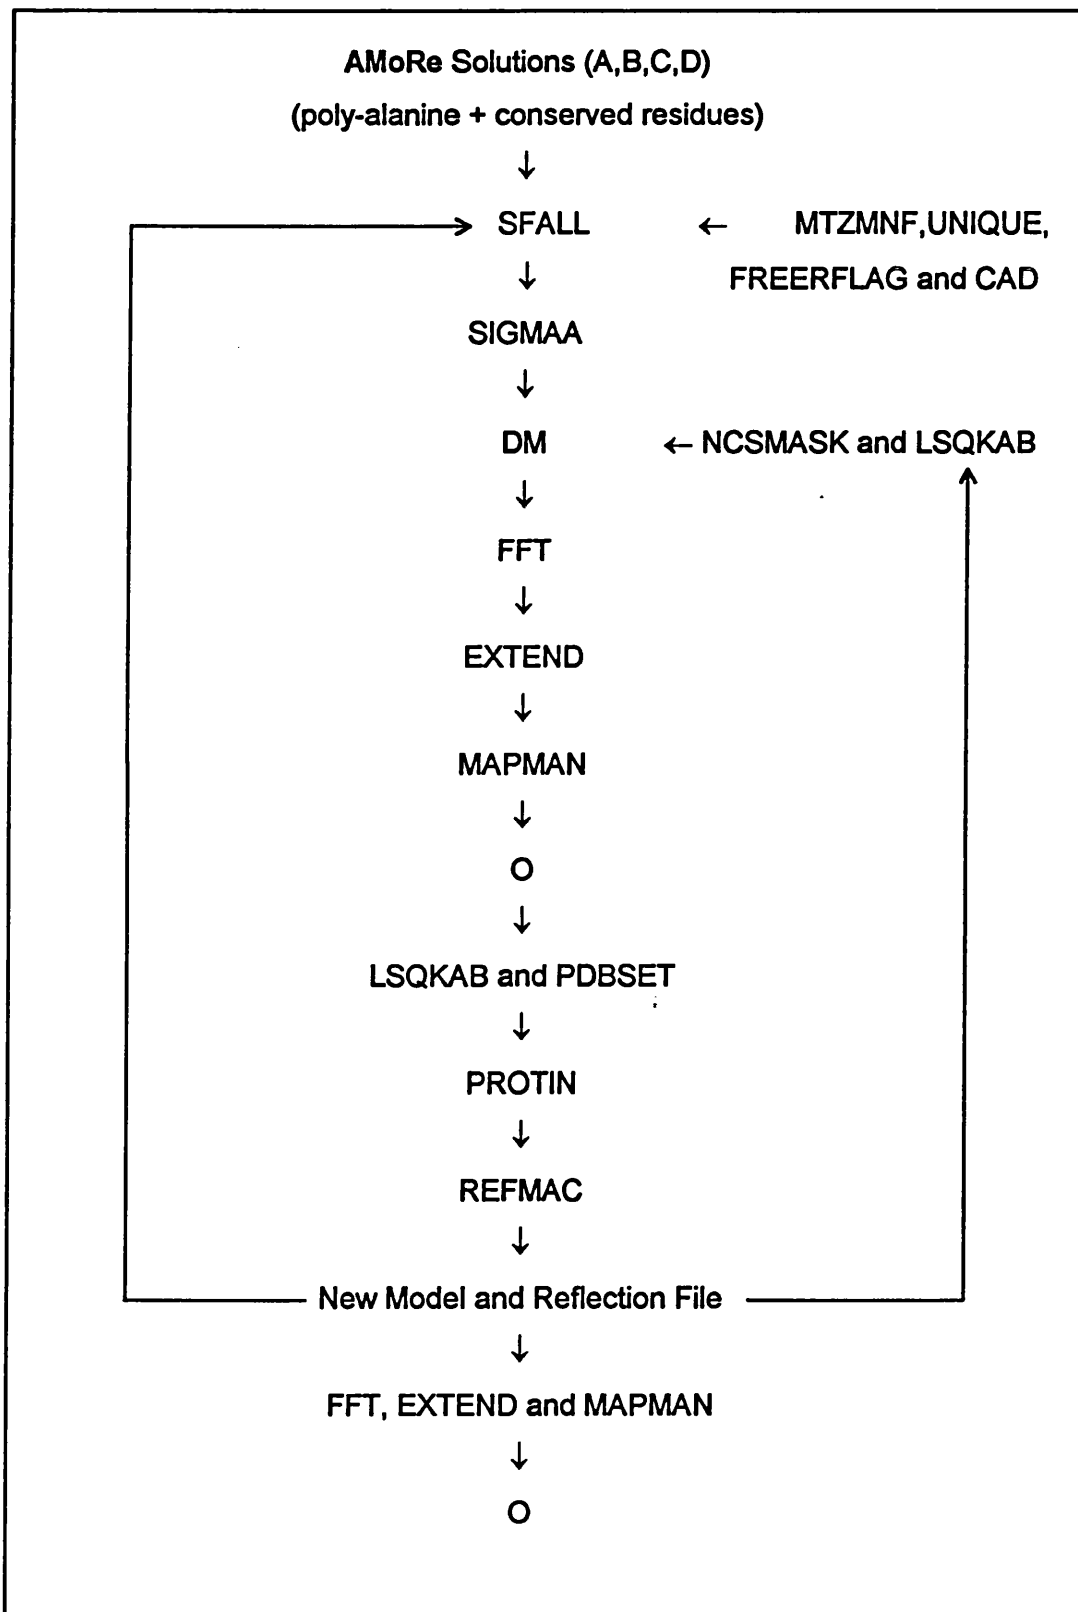 AMoRe Solutions (A,B,C,D)
(poly-alanine + conserved residues)
↓
→ SFALL ← MTZMNF,UNIQUE,
↓ FREERFLAG and CAD
SIGMAA
↓
DM ← NCSMASK and LSQKAB
↓
FFT
↓
EXTEND
↓
MAPMAN
↓
O
↓
LSQKAB and PDBSET
↓
PROTIN
↓
REFMAC
↓
New Model and Reflection File
↓
FFT, EXTEND and MAPMAN
↓
O